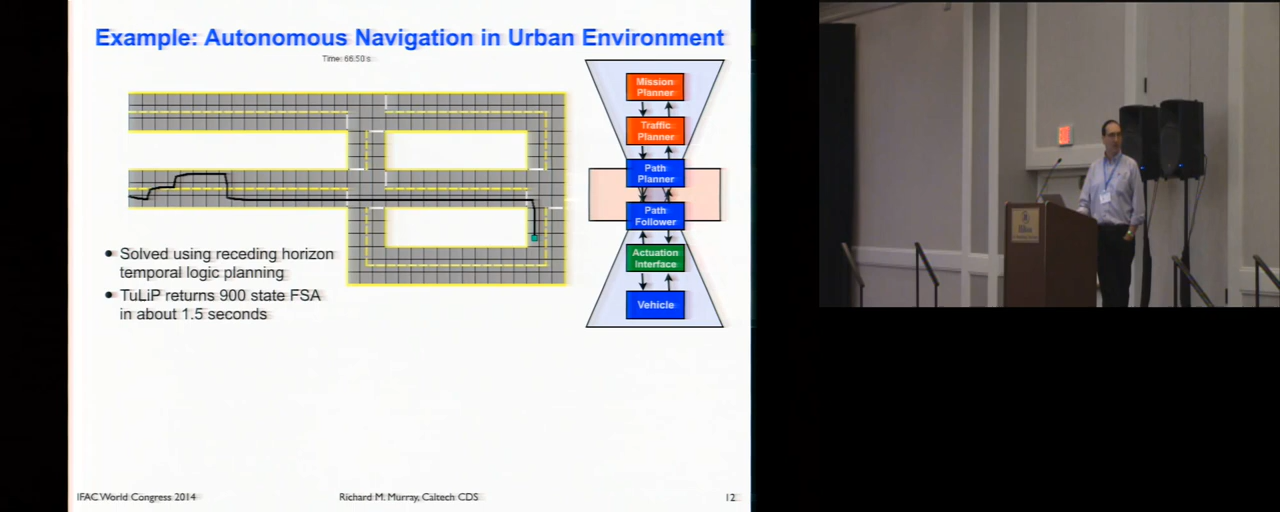 Example: Autonomous Navigation in Urban Environment
Time: 66.50 s
Mission
Planner
Traffic
Planner
Path
Planner
Path
Follower
Actuation
Interface
Vehicle
• Solved using receding horizon
temporal logic planning
• TuLiP returns 900 state FSA
in about 1.5 seconds
IFAC World Congress 2014
Richard M. Murray, Caltech CDS
12